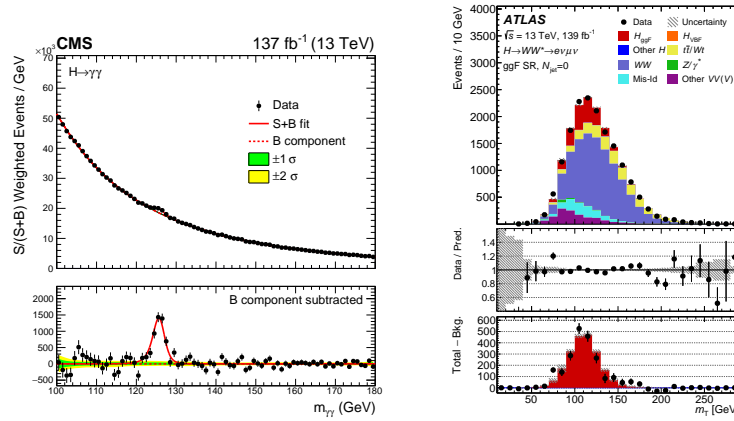 CMS 137 fb⁻¹ (13 TeV)
×10³
S/(S+B) Weighted Events / GeV
70
60
50
40
30
20
10
0
H→γγ
Data
S+B fit
B component
±1 σ
±2 σ
B component subtracted
1500
1000
500
0
−500
100 110 120 130 140 150 160 170 180
m_γγ (GeV)
ATLAS
√s = 13 TeV, 139 fb⁻¹
H→WW*→eνμν
ggF SR, N_jet=0
Data Uncertainty
H_ggF H_VBF
Other H tt̄/Wt
WW Z/γ*
Mis-Id Other VV(V)
Events / 10 GeV
4000
3500
3000
2500
2000
1500
1000
500
Data / Pred.
1.4
1.2
1
0.8
0.6
Total − Bkg.
600
500
400
300
200
100
0
50 100 150 200 250
m_T [GeV]